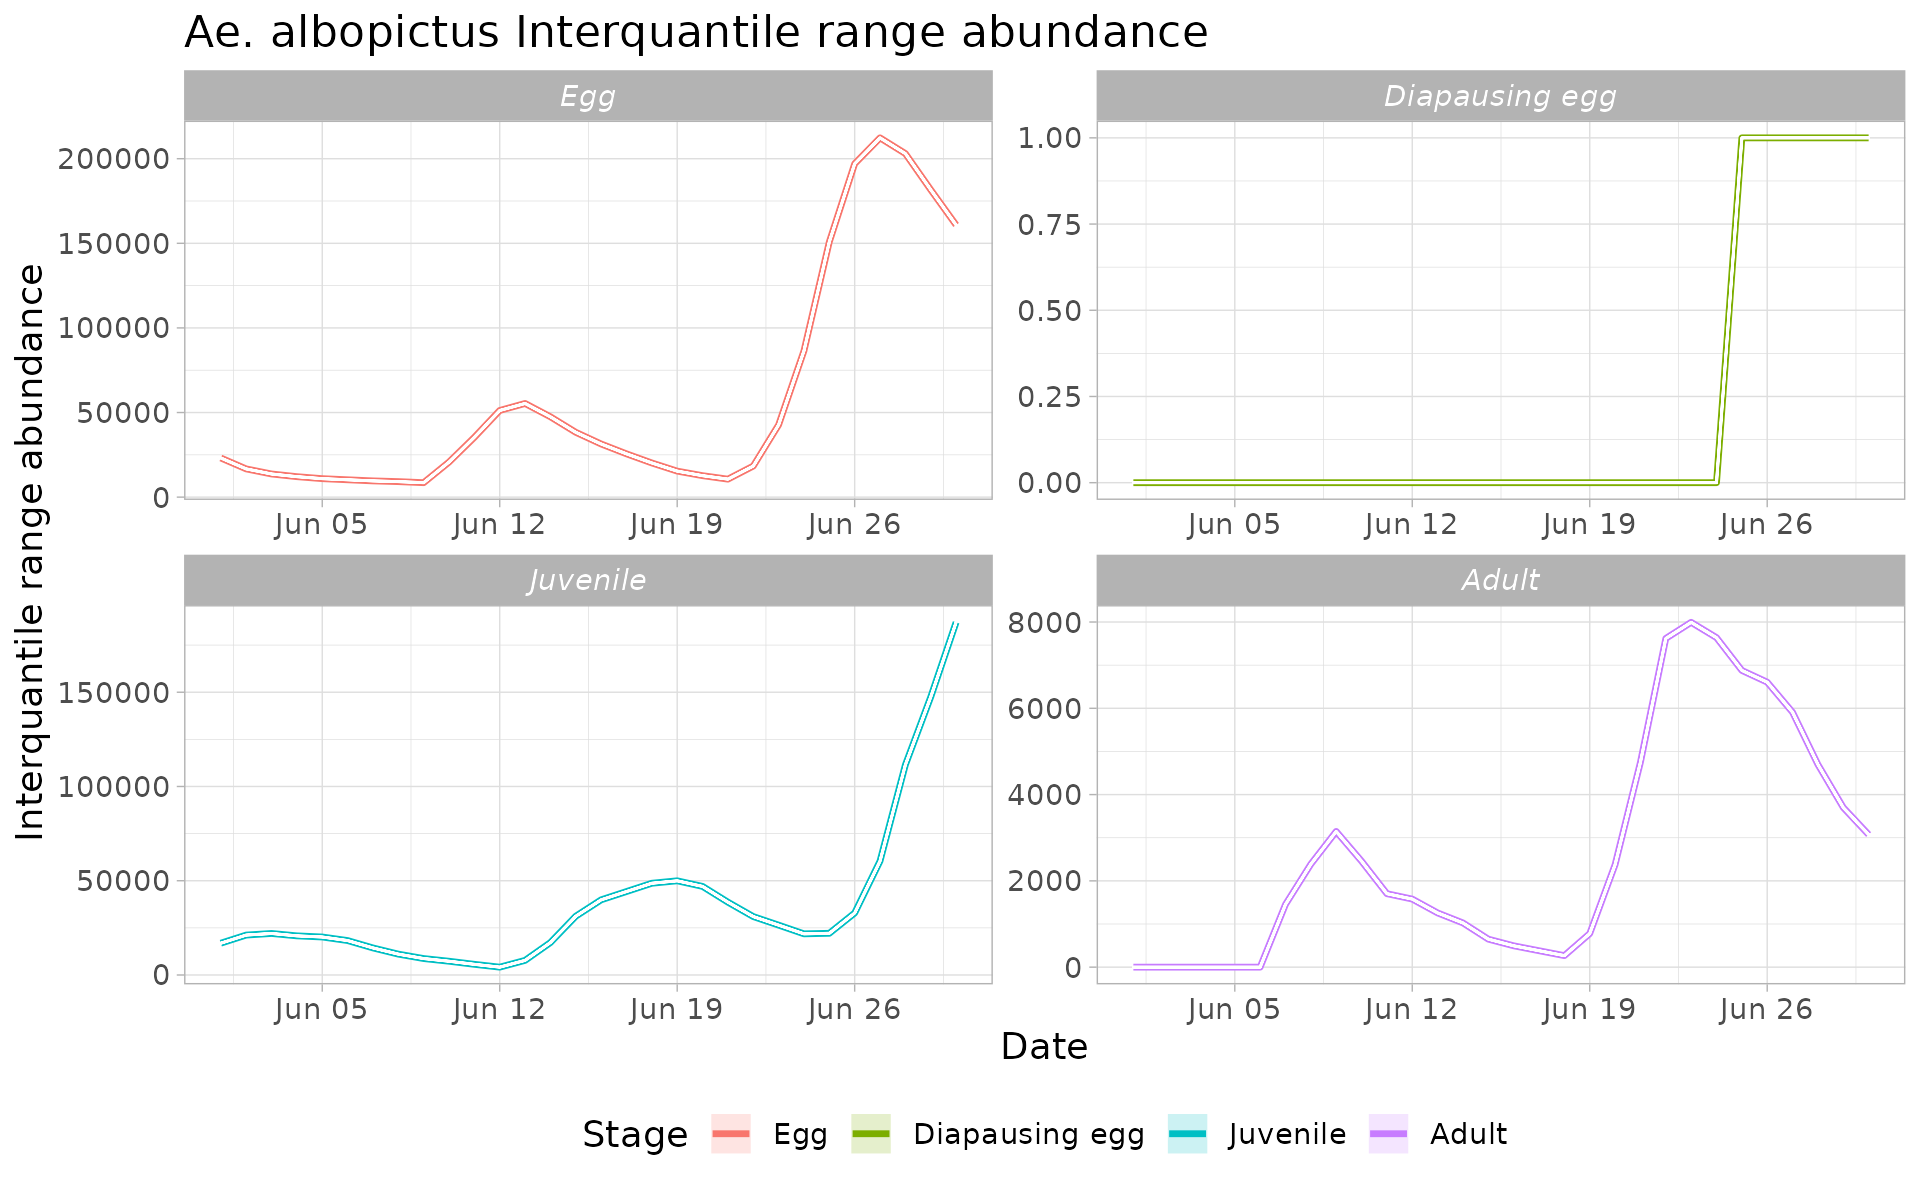 Ae. albopictus Interquantile range abundance
Interquantile range abundance
Egg
200000
150000
100000
50000
0
Jun 05 Jun 12 Jun 19 Jun 26
Diapausing egg
1.00
0.75
0.50
0.25
0.00
Jun 05 Jun 12 Jun 19 Jun 26
Juvenile
150000
100000
50000
0
Jun 05 Jun 12 Jun 19 Jun 26
Adult
8000
6000
4000
2000
0
Jun 05 Jun 12 Jun 19 Jun 26
Date
Stage Egg Diapausing egg Juvenile Adult